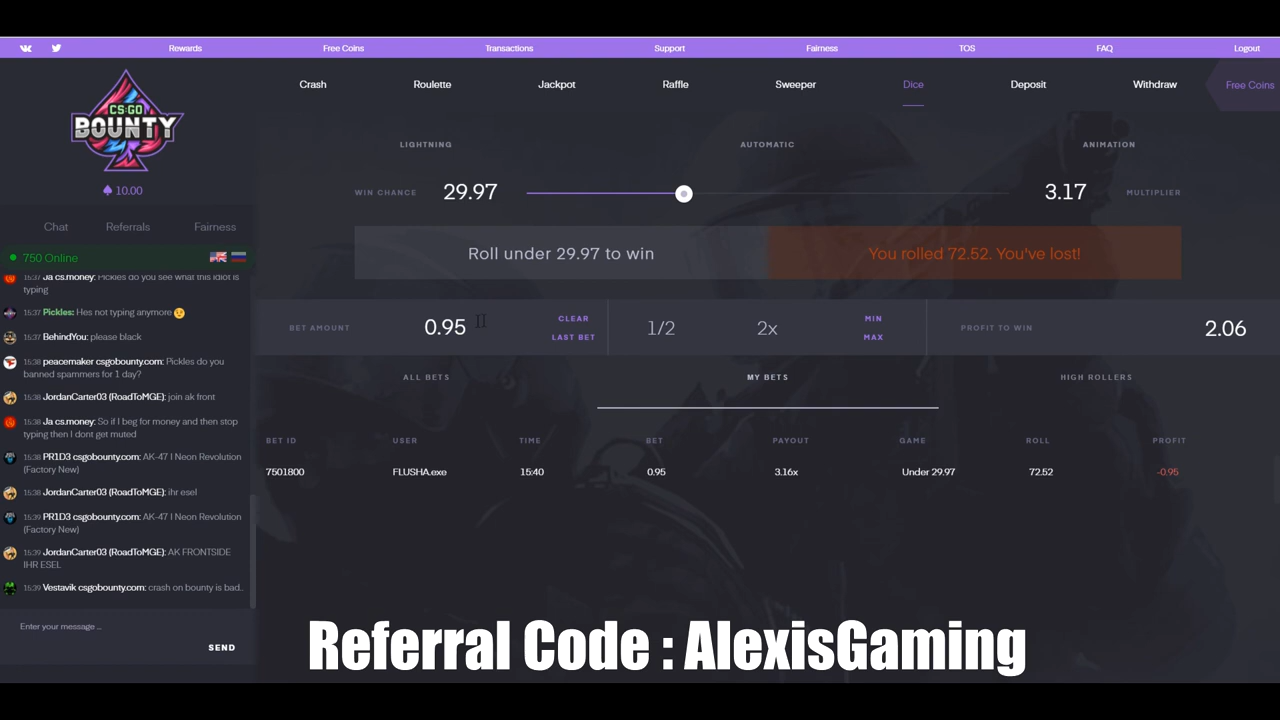 Rewards Free Coins Transactions Support Fairness TOS FAQ Logout
CS:GO
BOUNTY
10.00
Crash Roulette Jackpot Raffle Sweeper Dice Deposit Withdraw Free Coins
LIGHTNING AUTOMATIC ANIMATION
WIN CHANCE 29.97 3.17 MULTIPLIER
Roll under 29.97 to win You rolled 72.52. You've lost!
BET AMOUNT 0.95 CLEAR LAST BET 1/2 2x MIN MAX PROFIT TO WIN 2.06
ALL BETS MY BETS HIGH ROLLERS
BET ID USER TIME BET PAYOUT GAME ROLL PROFIT
7501800 FLUSHA.exe 15:40 0.95 3.16x Under 29.97 72.52 -0.95
Chat Referrals Fairness
750 Online
15:37 Ja cs.money: Pickles do you see what this idiot is
typing
15:37 Pickles: Hes not typing anymore
15:37 BehindYou: please black
15:38 peacemaker csgobounty.com: Pickles do you
banned spammers for 1 day?
15:38 JordanCarter03 (RoadToMGE): join ak front
15:38 Ja cs.money: So if I beg for money and then stop
typing then I dont get muted
15:38 PR1D3 csgobounty.com: AK-47 | Neon Revolution
(Factory New)
15:38 JordanCarter03 (RoadToMGE): ihr esel
15:39 PR1D3 csgobounty.com: AK-47 | Neon Revolution
(Factory New)
15:39 JordanCarter03 (RoadToMGE): AK FRONTSIDE
IHR ESEL
15:39 Vestavik csgobounty.com: crash on bounty is bad..
Enter your message ...
SEND
Referral Code : AlexisGaming